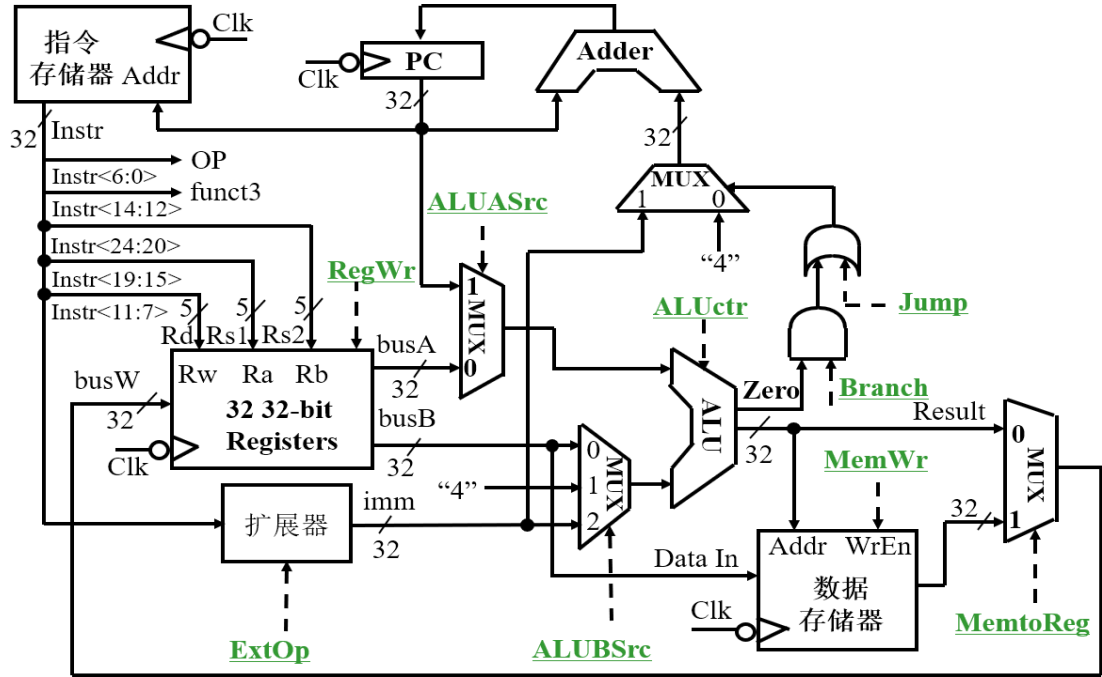 指令
存储器 Addr
Clk
Clk
PC
32
Adder
32
32
Instr
OP
Instr<6:0>
funct3
Instr<14:12>
Instr<24:20>
Instr<19:15>
Instr<11:7>
MUX
1
0
“4”
ALUASrc
RegWr
ALUctr
Jump
Branch
5
5
5
Rd
Rs1
Rs2
Rw
Ra
Rb
32 32-bit
Registers
busW
32
Clk
busA
32
busB
32
1
MUX
0
“4”
imm
32
0
1
2
MUX
ALU
Zero
32
Result
MemWr
扩展器
ExtOp
ALUBSrc
Data In
Addr
WrEn
数据
存储器
Clk
32
0
MUX
1
MemtoReg